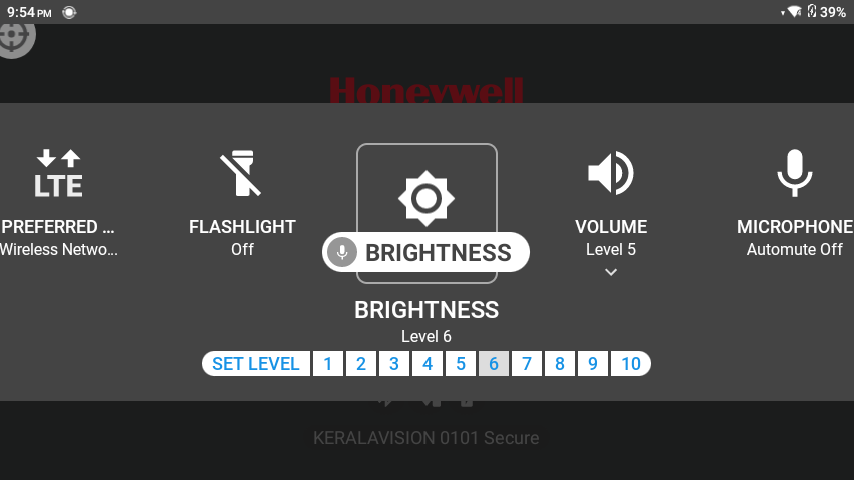 9:54 PM
39%
Honeywell
LTE
PREFERRED ...
Wireless Netwo...
FLASHLIGHT
Off
BRIGHTNESS
VOLUME
Level 5
MICROPHONE
Automute Off
BRIGHTNESS
Level 6
SET LEVEL 1 2 3 4 5 6 7 8 9 10
KERALAVISION 0101 Secure